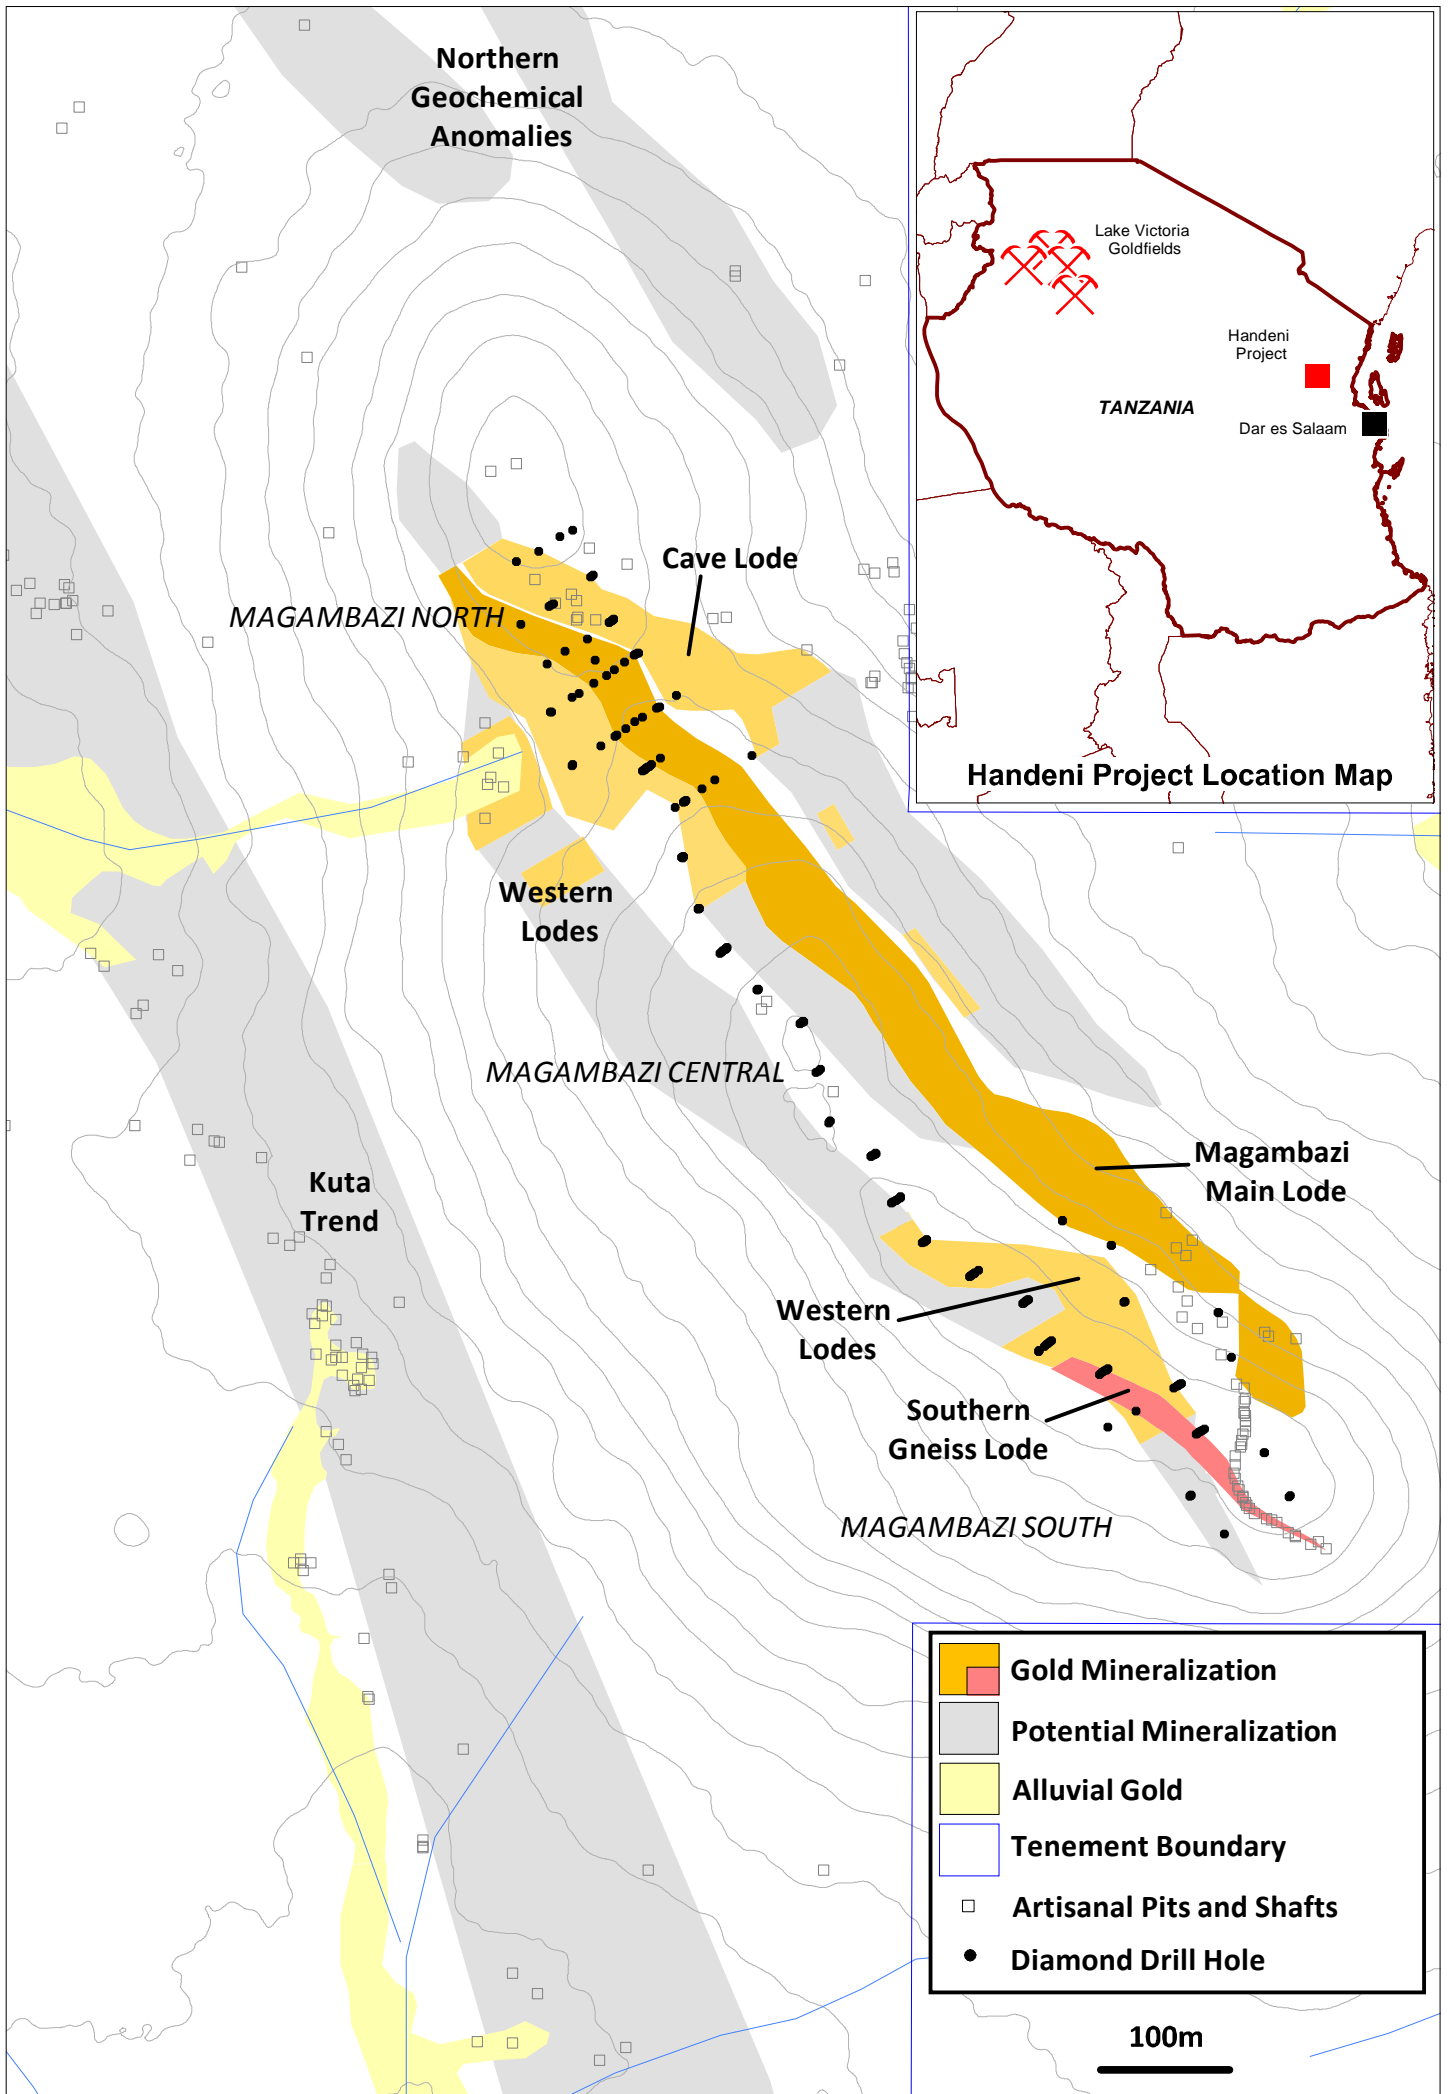 Northern
Geochemical
Anomalies
Lake Victoria
Goldfields
Handeni
Project
TANZANIA
Dar es Salaam
Handeni Project Location Map
Cave Lode
MAGAMBAZI NORTH
Western
Lodes
MAGAMBAZI CENTRAL
Magambazi
Main Lode
Kuta
Trend
Western
Lodes
Southern
Gneiss Lode
MAGAMBAZI SOUTH
Gold Mineralization
Potential Mineralization
Alluvial Gold
Tenement Boundary
Artisanal Pits and Shafts
Diamond Drill Hole
100m